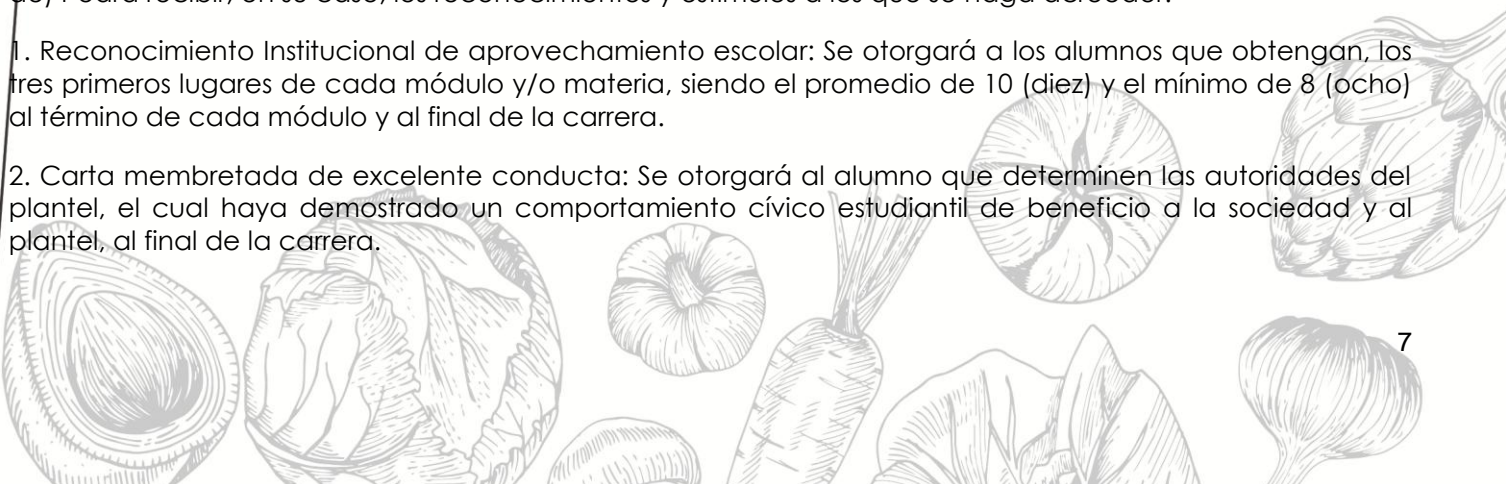 1. Reconocimiento Institucional de aprovechamiento escolar: Se otorgará a los alumnos que obtengan, los
tres primeros lugares de cada módulo y/o materia, siendo el promedio de 10 (diez) y el mínimo de 8 (ocho)
al término de cada módulo y al final de la carrera.
2. Carta membretada de excelente conducta: Se otorgará al alumno que determinen las autoridades del
plantel, el cual haya demostrado un comportamiento cívico estudiantil de beneficio a la sociedad y al
plantel, al final de la carrera.
7